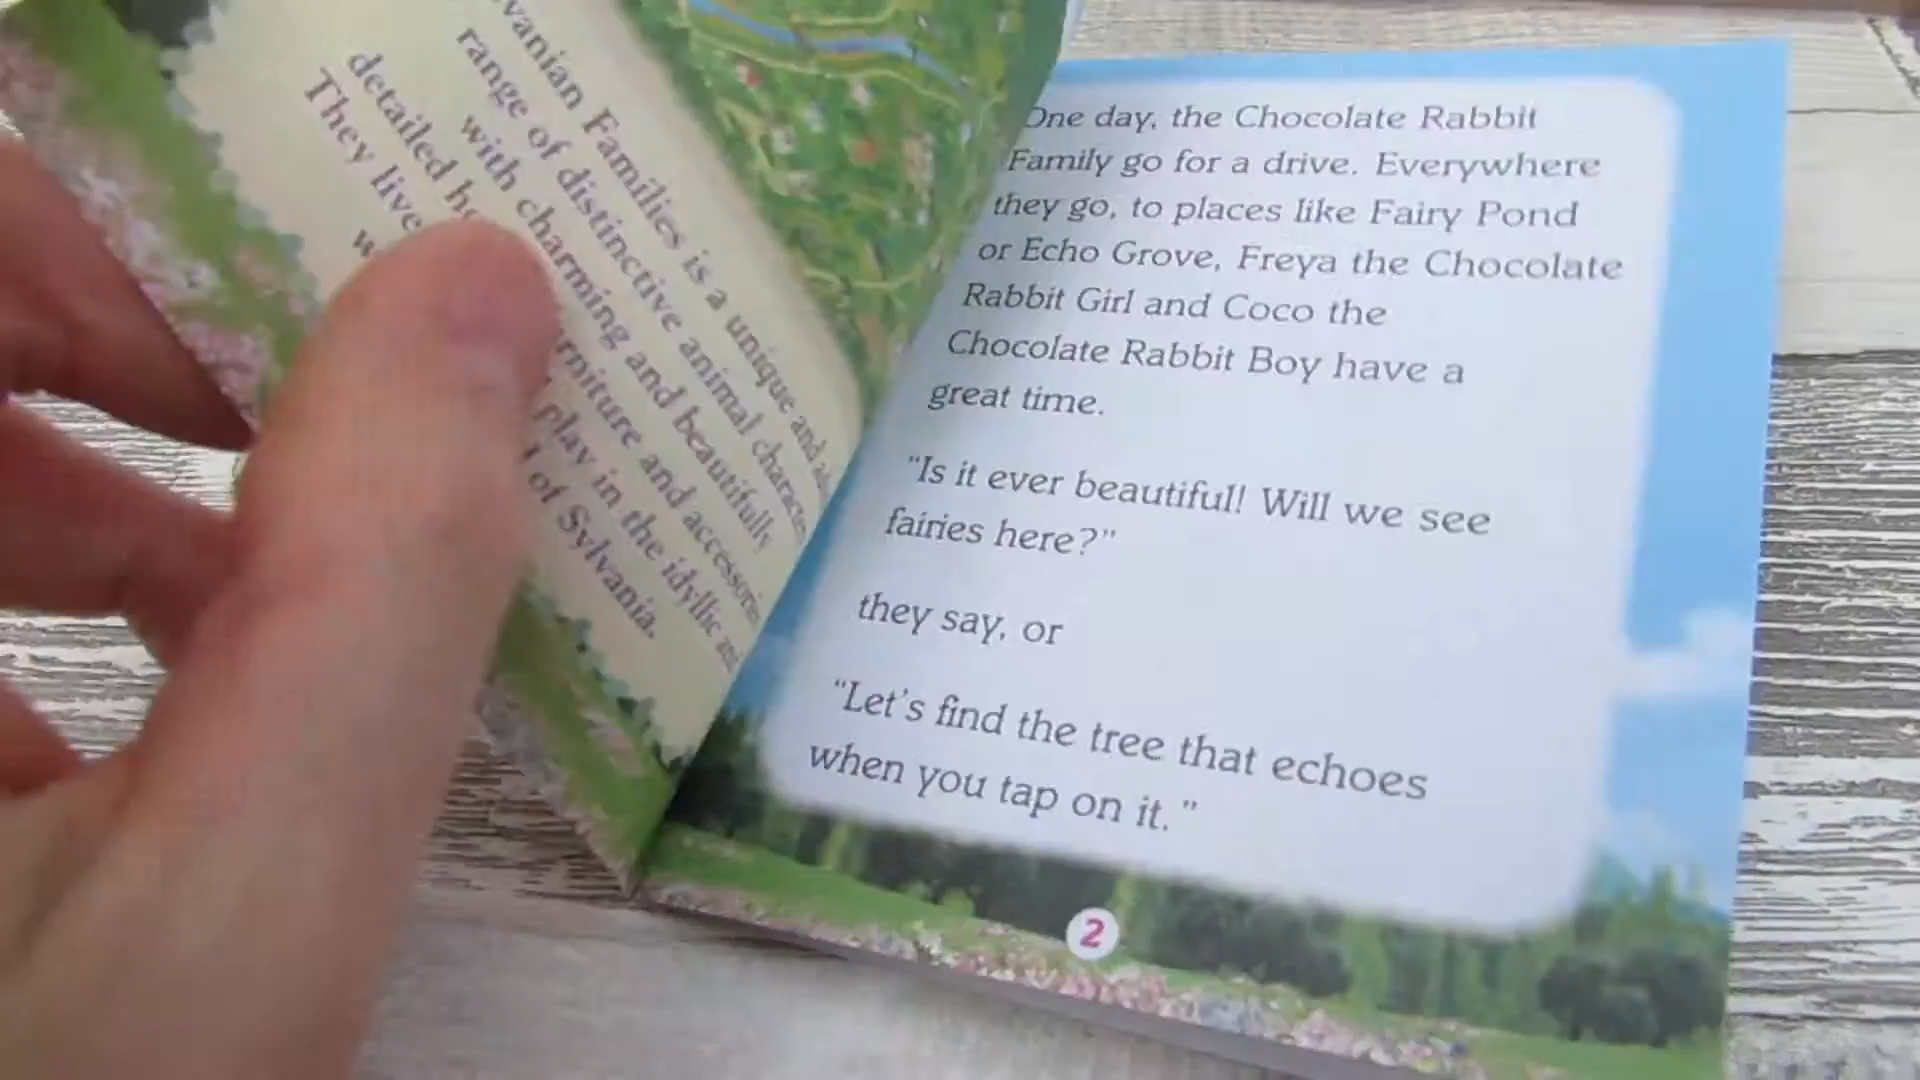 vanian Families is a unique and
range of distinctive animal
with charming and beautifully
detailed
furniture and accessories
They live play in the idyllic
of Sylvania.
One day, the Chocolate Rabbit
Family go for a drive. Everywhere
they go, to places like Fairy Pond
or Echo Grove, Freya the Chocolate
Rabbit Girl and Coco the
Chocolate Rabbit Boy have a
great time.
"Is it ever beautiful! Will we see
fairies here?"
they say, or
"Let's find the tree that echoes
when you tap on it. "
2